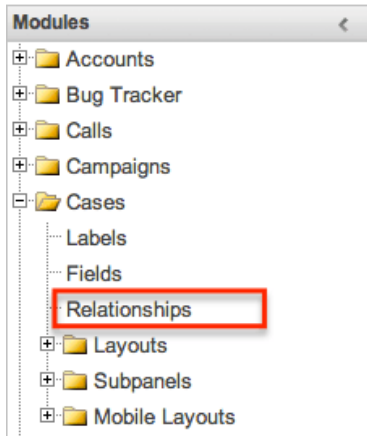 Modules
Accounts
Bug Tracker
Calls
Campaigns
Cases
Labels
Fields
Relationships
Layouts
Subpanels
Mobile Layouts